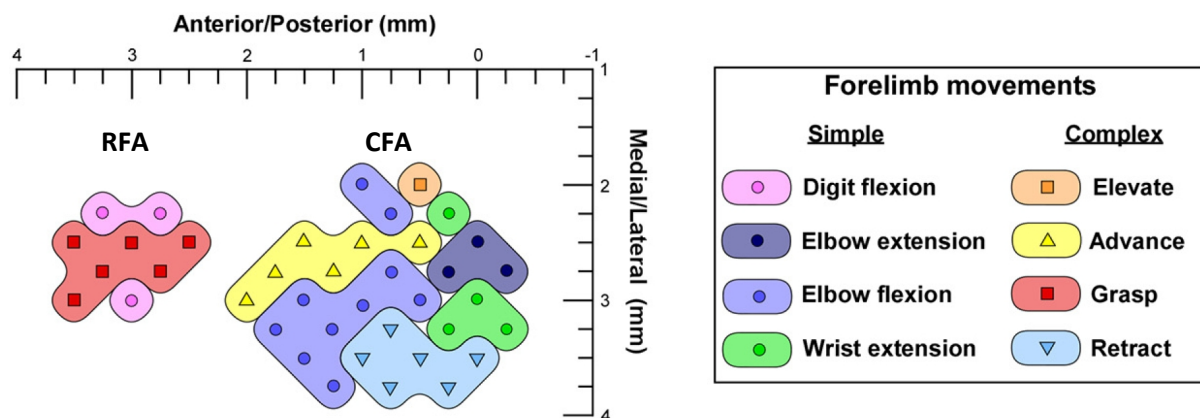 Anterior/Posterior (mm)
4 3 2 1 0 -1
1
2
3
4
Medial/Lateral (mm)
RFA CFA
Forelimb movements
Simple Complex
Digit flexion Elevate
Elbow extension Advance
Elbow flexion Grasp
Wrist extension Retract